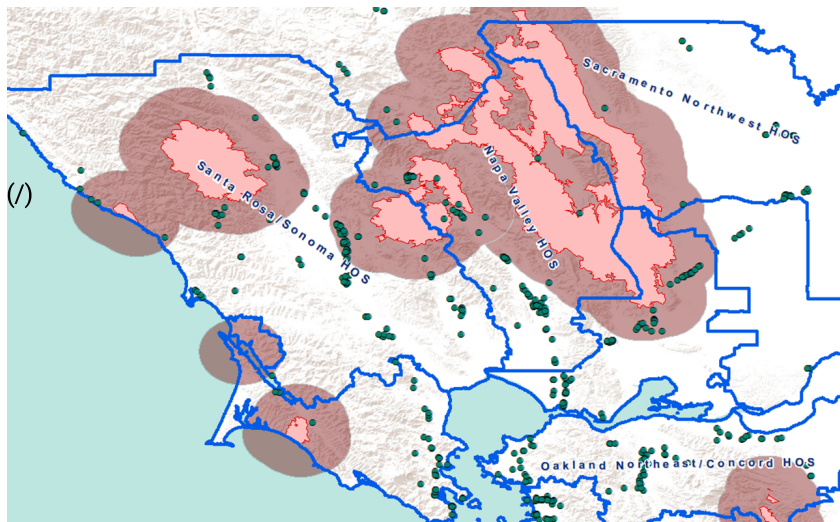 Sacramento Northwest HOS
(/)
Santa Rosa/Sonoma HOS
Napa Valley HOS
Oakland Northeast/Concord HOS